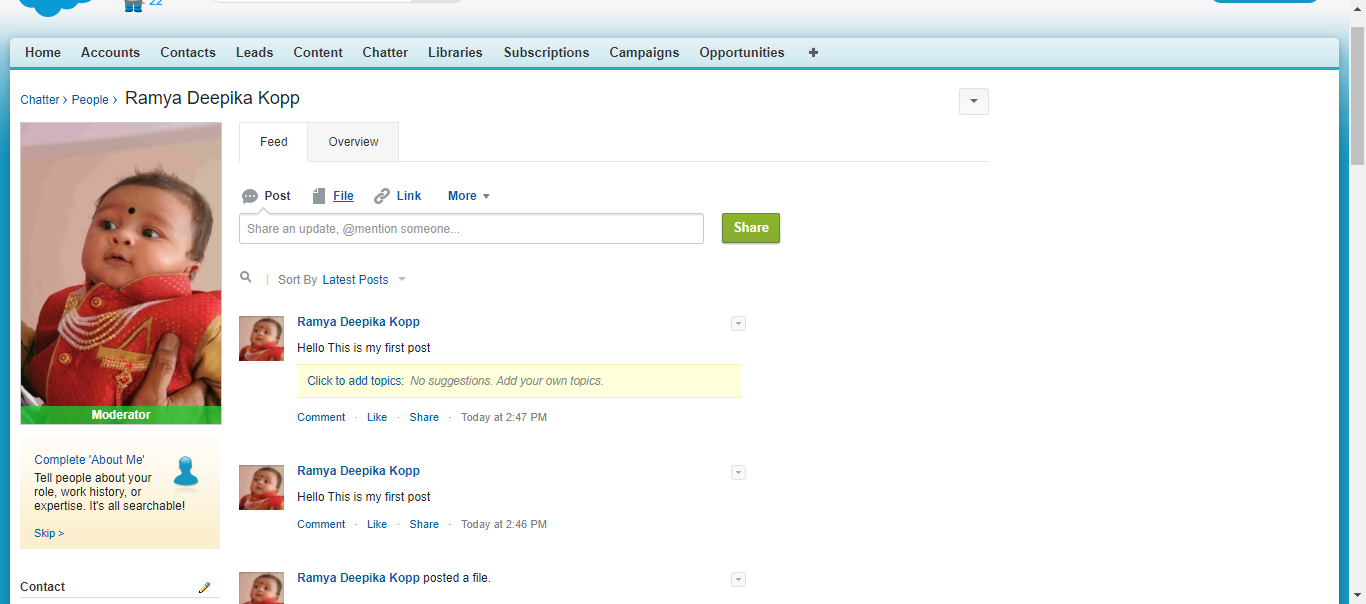 22
Home Accounts Contacts Leads Content Chatter Libraries Subscriptions Campaigns Opportunities +
Chatter › People › Ramya Deepika Kopp
Moderator
Complete 'About Me'
Tell people about your
role, work history, or
expertise. It's all searchable!
Skip >
Contact
Feed Overview
Post File Link More
Share an update, @mention someone... Share
Sort By Latest Posts
Ramya Deepika Kopp
Hello This is my first post
Click to add topics: No suggestions. Add your own topics.
Comment · Like · Share · Today at 2:47 PM
Ramya Deepika Kopp
Hello This is my first post
Comment · Like · Share · Today at 2:46 PM
Ramya Deepika Kopp posted a file.